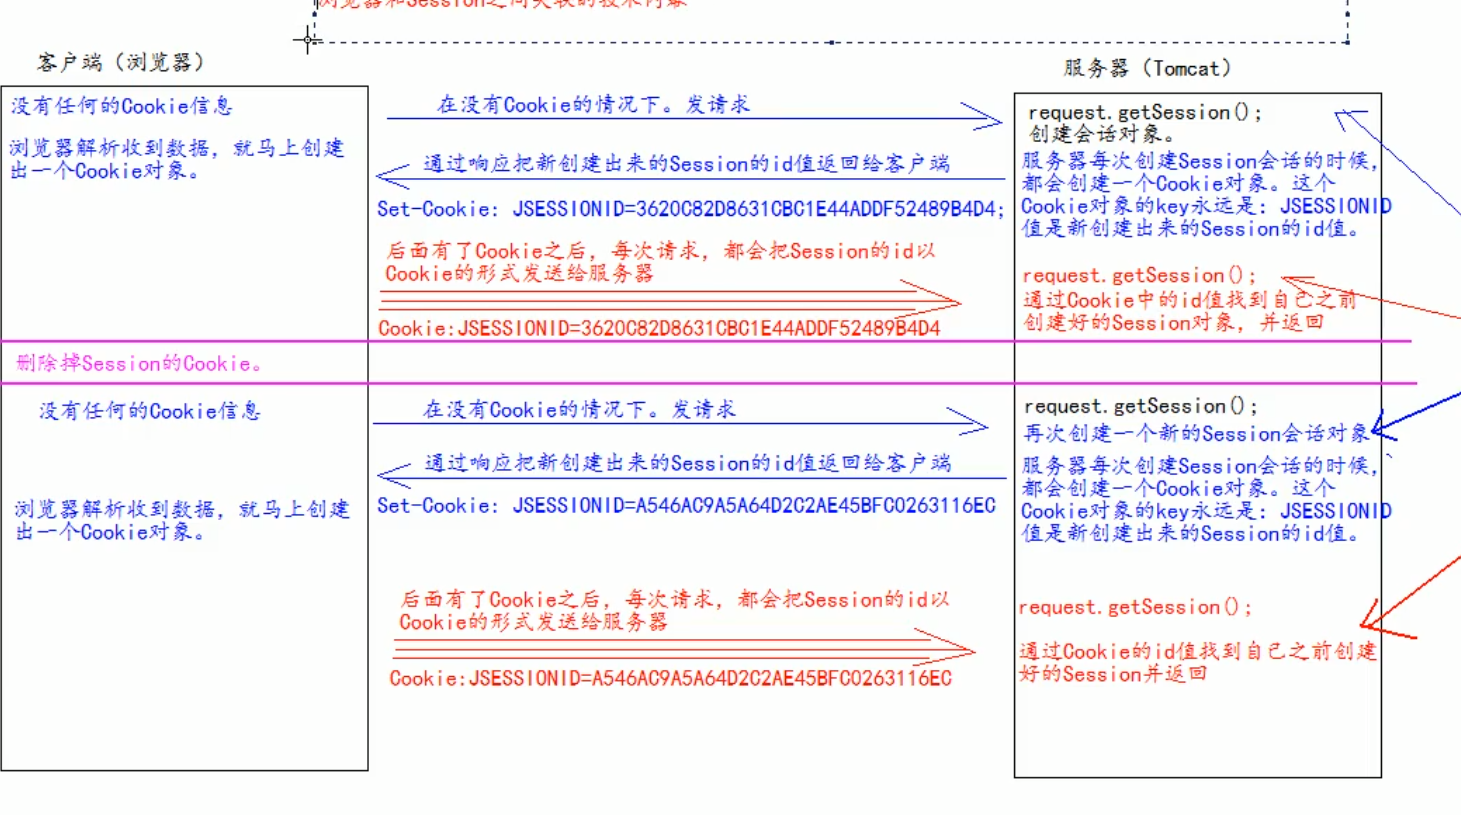 浏览器和Session之间关联的技术内幕
客户端（浏览器）
服务器（Tomcat）
没有任何的Cookie信息
浏览器解析收到数据，就马上创建
出一个Cookie对象。
在没有Cookie的情况下。发请求
通过响应把新创建出来的Session的id值返回给客户端
Set-Cookie: JSESSIONID=3620C82D8631CBC1E44ADDF52489B4D4;
后面有了Cookie之后，每次请求，都会把Session的id以
Cookie的形式发送给服务器
Cookie:JSESSIONID=3620C82D8631CBC1E44ADDF52489B4D4
request.getSession();
创建会话对象。
服务器每次创建Session会话的时候，
都会创建一个Cookie对象。这个
Cookie对象的key永远是：JSESSIONID
值是新创建出来的Session的id值。
request.getSession();
通过Cookie中的id值找到自己之前
创建好的Session对象，并返回
删除掉Session的Cookie。
没有任何的Cookie信息
浏览器解析收到数据，就马上创建
出一个Cookie对象。
在没有Cookie的情况下。发请求
通过响应把新创建出来的Session的id值返回给客户端
Set-Cookie: JSESSIONID=A546AC9A5A64D2C2AE45BFC0263116EC
后面有了Cookie之后，每次请求，都会把Session的id以
Cookie的形式发送给服务器
Cookie:JSESSIONID=A546AC9A5A64D2C2AE45BFC0263116EC
request.getSession();
再次创建一个新的Session会话对象
服务器每次创建Session会话的时候，
都会创建一个Cookie对象。这个
Cookie对象的key永远是：JSESSIONID
值是新创建出来的Session的id值。
request.getSession();
通过Cookie的id值找到自己之前创建
好的Session并返回